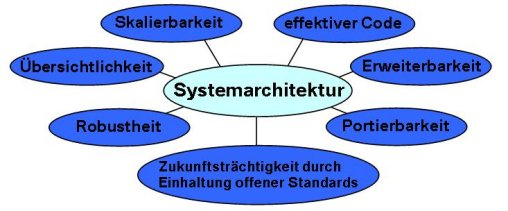 Skalierbarkeit
effektiver Code
Übersichtlichkeit
Erweiterbarkeit
Systemarchitektur
Robustheit
Portierbarkeit
Zukunftsträchtigkeit durch
Einhaltung offener Standards